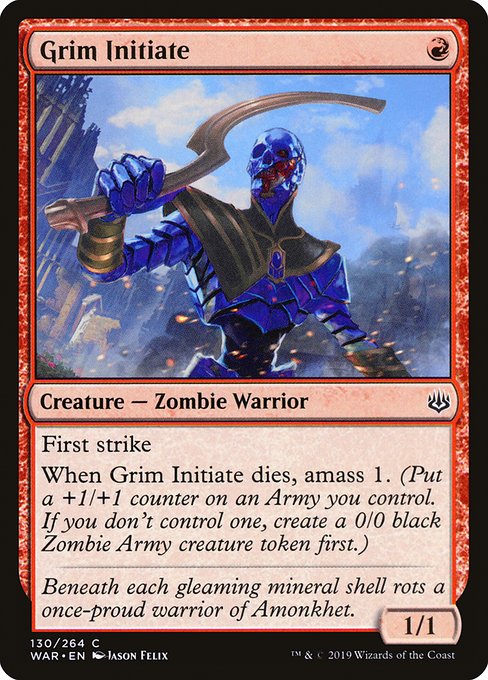 Grim Initiate
Creature — Zombie Warrior
First strike
When Grim Initiate dies, amass 1. (Put
a +1/+1 counter on an Army you control.
If you don't control one, create a 0/0 black
Zombie Army creature token first.)
Beneath each gleaming mineral shell rots a
once-proud warrior of Amonkhet.
1/1
130/264 C
WAR • EN Jason Felix
™ & © 2019 Wizards of the Coast